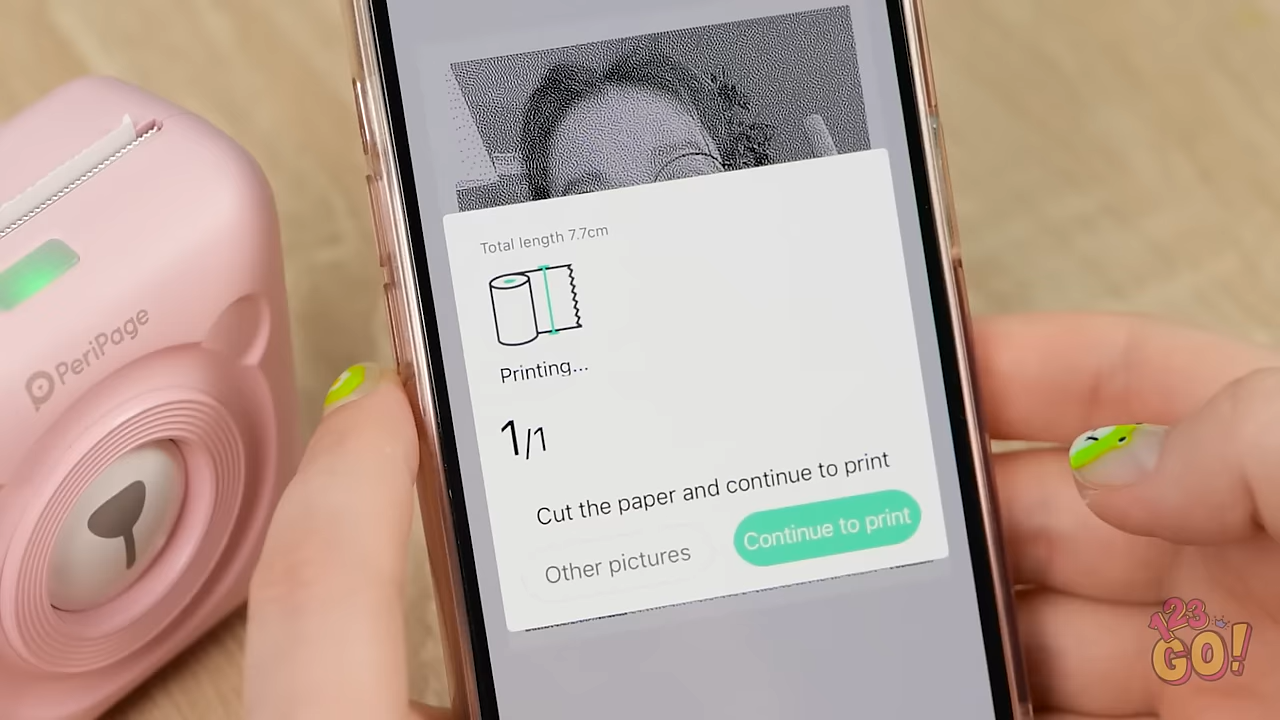 PeriPage
Total length 7.7cm
Printing...
1/1
Cut the paper and continue to print
Other pictures
Continue to print
123
GO!